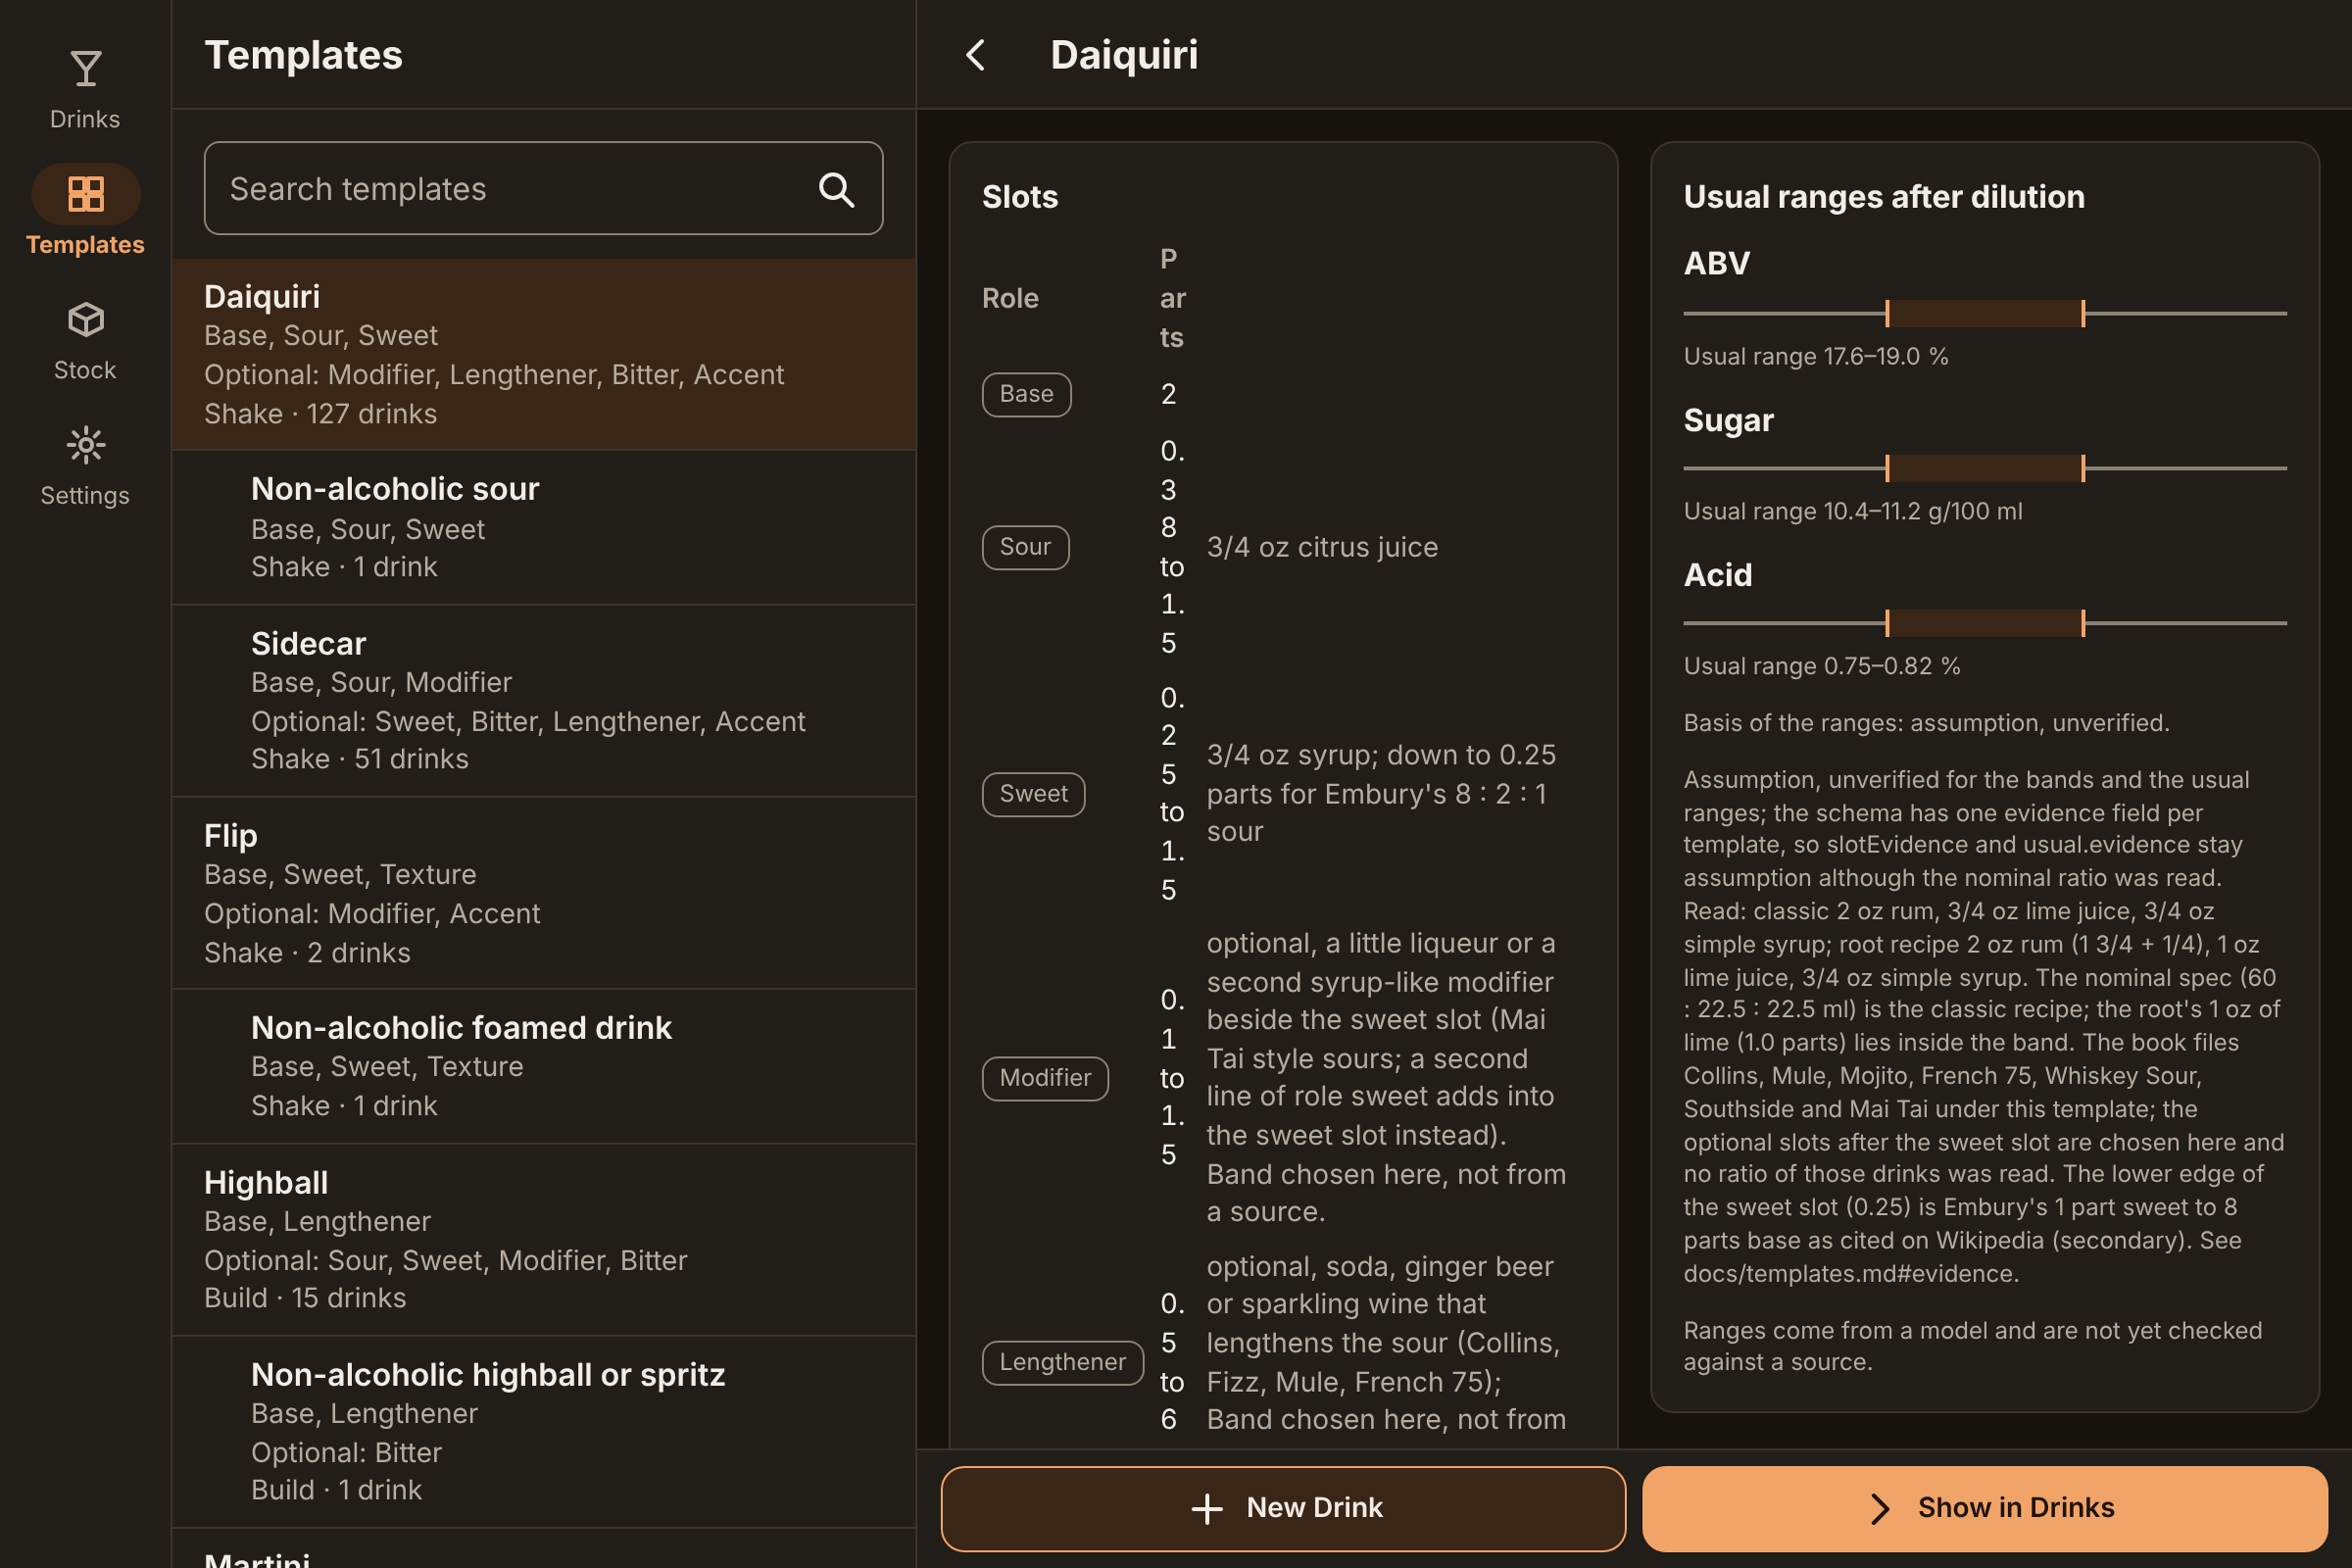 Drinks
Templates
Stock
Settings
Templates
Search templates
Daiquiri
Base, Sour, Sweet
Optional: Modifier, Lengthener, Bitter, Accent
Shake · 127 drinks
Non-alcoholic sour
Base, Sour, Sweet
Shake · 1 drink
Sidecar
Base, Sour, Modifier
Optional: Sweet, Bitter, Lengthener, Accent
Shake · 51 drinks
Flip
Base, Sweet, Texture
Optional: Modifier, Accent
Shake · 2 drinks
Non-alcoholic foamed drink
Base, Sweet, Texture
Shake · 1 drink
Highball
Base, Lengthener
Optional: Sour, Sweet, Modifier, Bitter
Build · 15 drinks
Non-alcoholic highball or spritz
Base, Lengthener
Optional: Bitter
Build · 1 drink
Martini
Daiquiri
Slots
Role
P
ar
ts
Base
2
Sour
0.
3
8
to
1.
5
3/4 oz citrus juice
Sweet
0.
2
5
to
1.
5
3/4 oz syrup; down to 0.25
parts for Embury's 8 : 2 : 1
sour
Modifier
0.
1
to
1.
5
optional, a little liqueur or a
second syrup-like modifier
beside the sweet slot (Mai
Tai style sours; a second
line of role sweet adds into
the sweet slot instead).
Band chosen here, not from
a source.
Lengthener
0.
5
to
6
optional, soda, ginger beer
or sparkling wine that
lengthens the sour (Collins,
Fizz, Mule, French 75);
Band chosen here, not from
Usual ranges after dilution
ABV
Usual range 17.6–19.0 %
Sugar
Usual range 10.4–11.2 g/100 ml
Acid
Usual range 0.75–0.82 %
Basis of the ranges: assumption, unverified.
Assumption, unverified for the bands and the usual
ranges; the schema has one evidence field per
template, so slotEvidence and usual.evidence stay
assumption although the nominal ratio was read.
Read: classic 2 oz rum, 3/4 oz lime juice, 3/4 oz
simple syrup; root recipe 2 oz rum (1 3/4 + 1/4), 1 oz
lime juice, 3/4 oz simple syrup. The nominal spec (60
: 22.5 : 22.5 ml) is the classic recipe; the root's 1 oz of
lime (1.0 parts) lies inside the band. The book files
Collins, Mule, Mojito, French 75, Whiskey Sour,
Southside and Mai Tai under this template; the
optional slots after the sweet slot are chosen here and
no ratio of those drinks was read. The lower edge of
the sweet slot (0.25) is Embury's 1 part sweet to 8
parts base as cited on Wikipedia (secondary). See
docs/templates.md#evidence.
Ranges come from a model and are not yet checked
against a source.
New Drink
Show in Drinks